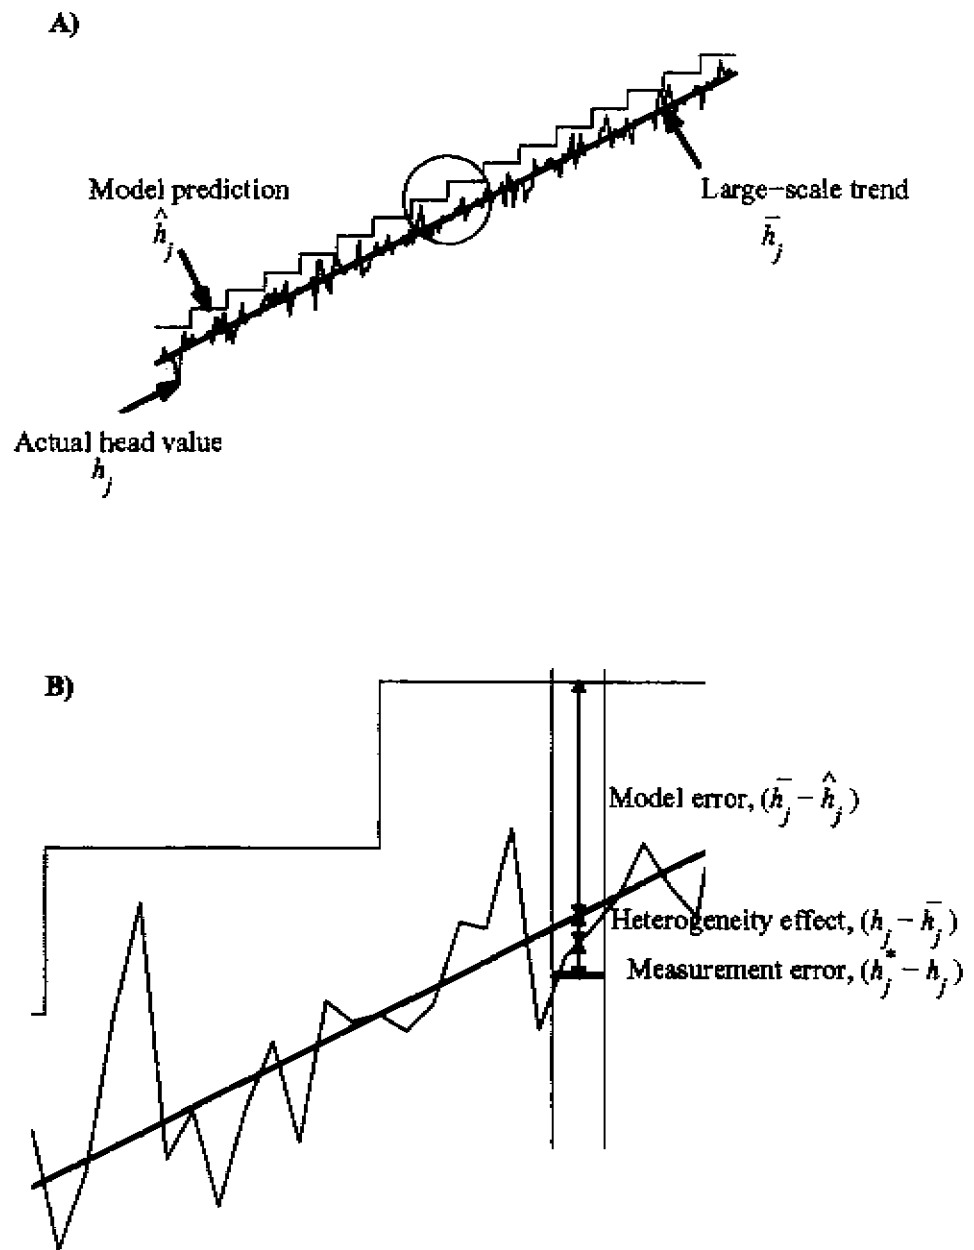 A)
Model prediction
ĥ_j
Large-scale trend
h̄_j
Actual head value
h_j
B)
Model error, (h̄_j − ĥ_j)
Heterogeneity effect, (h_j − h̄_j)
Measurement error, (h*_j − h_j)